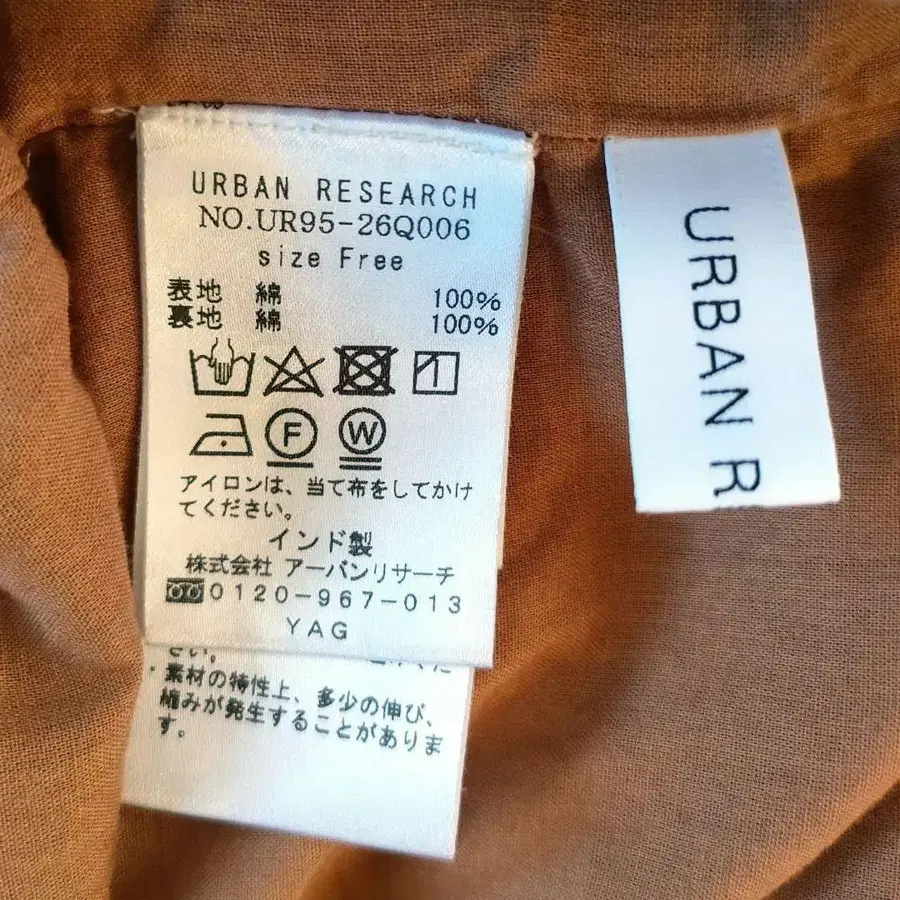 URBAN RESEARCH
NO.UR95-26Q006
size Free
表地 綿 100%
裏地 綿 100%
F W
アイロンは、当て布をしてかけ
てください。
インド製
株式会社 アーバンリサーチ
0120-967-013
YAG
さい。
・素材の特性上、多少の伸び、
縮みが発生することがありま
す。
URBAN R